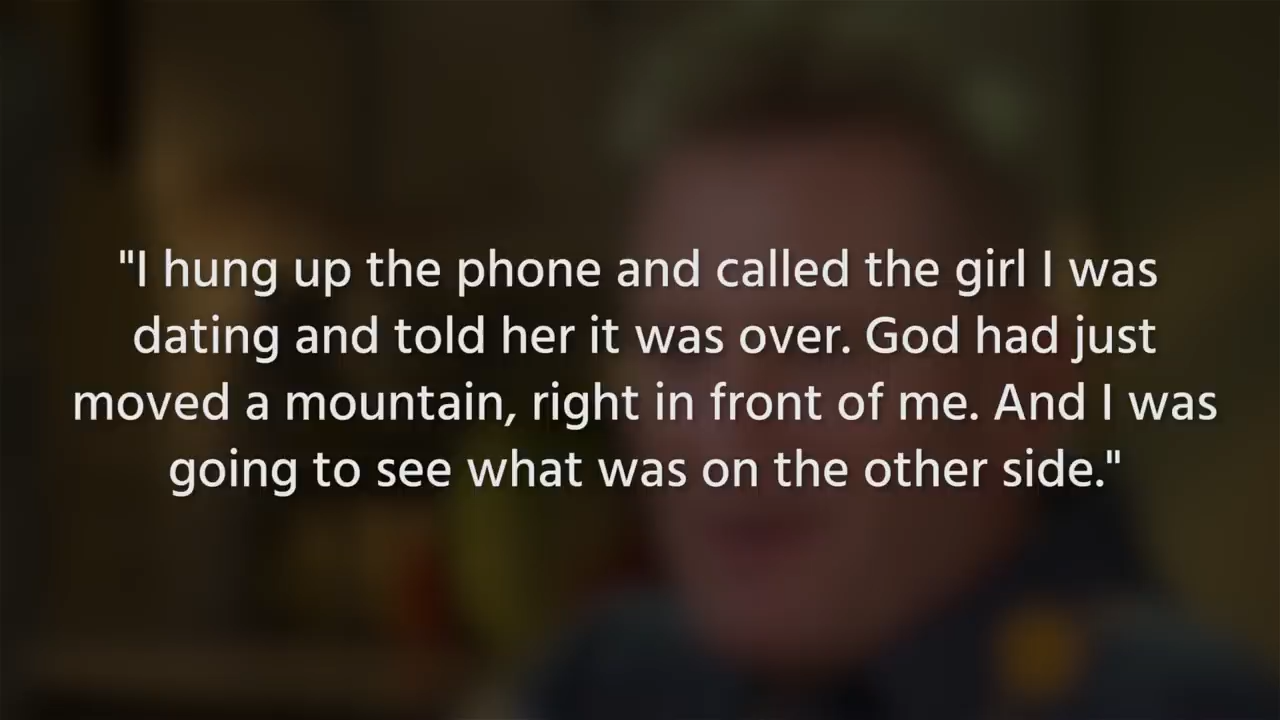 "I hung up the phone and called the girl I was
dating and told her it was over. God had just
moved a mountain, right in front of me. And I was
going to see what was on the other side."